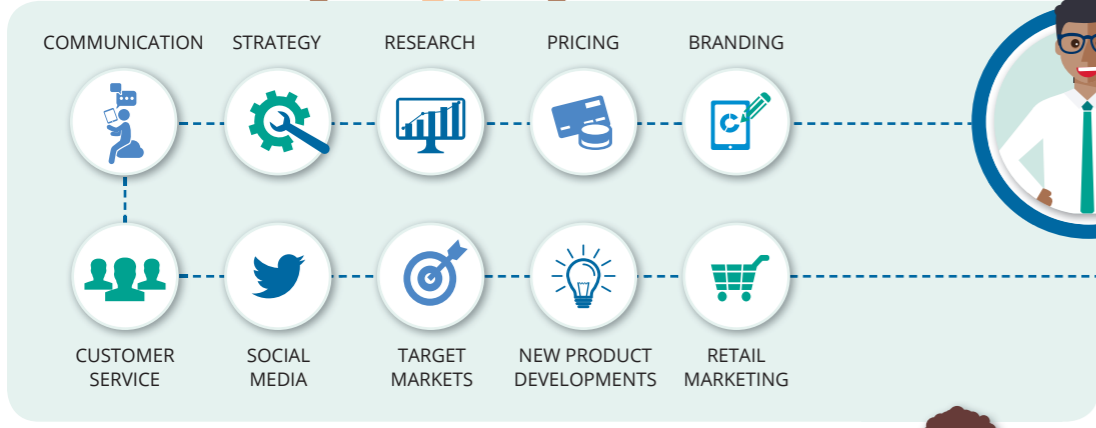 COMMUNICATION STRATEGY RESEARCH PRICING BRANDING
CUSTOMER SERVICE
SOCIAL MEDIA
TARGET MARKETS
NEW PRODUCT DEVELOPMENTS
RETAIL MARKETING